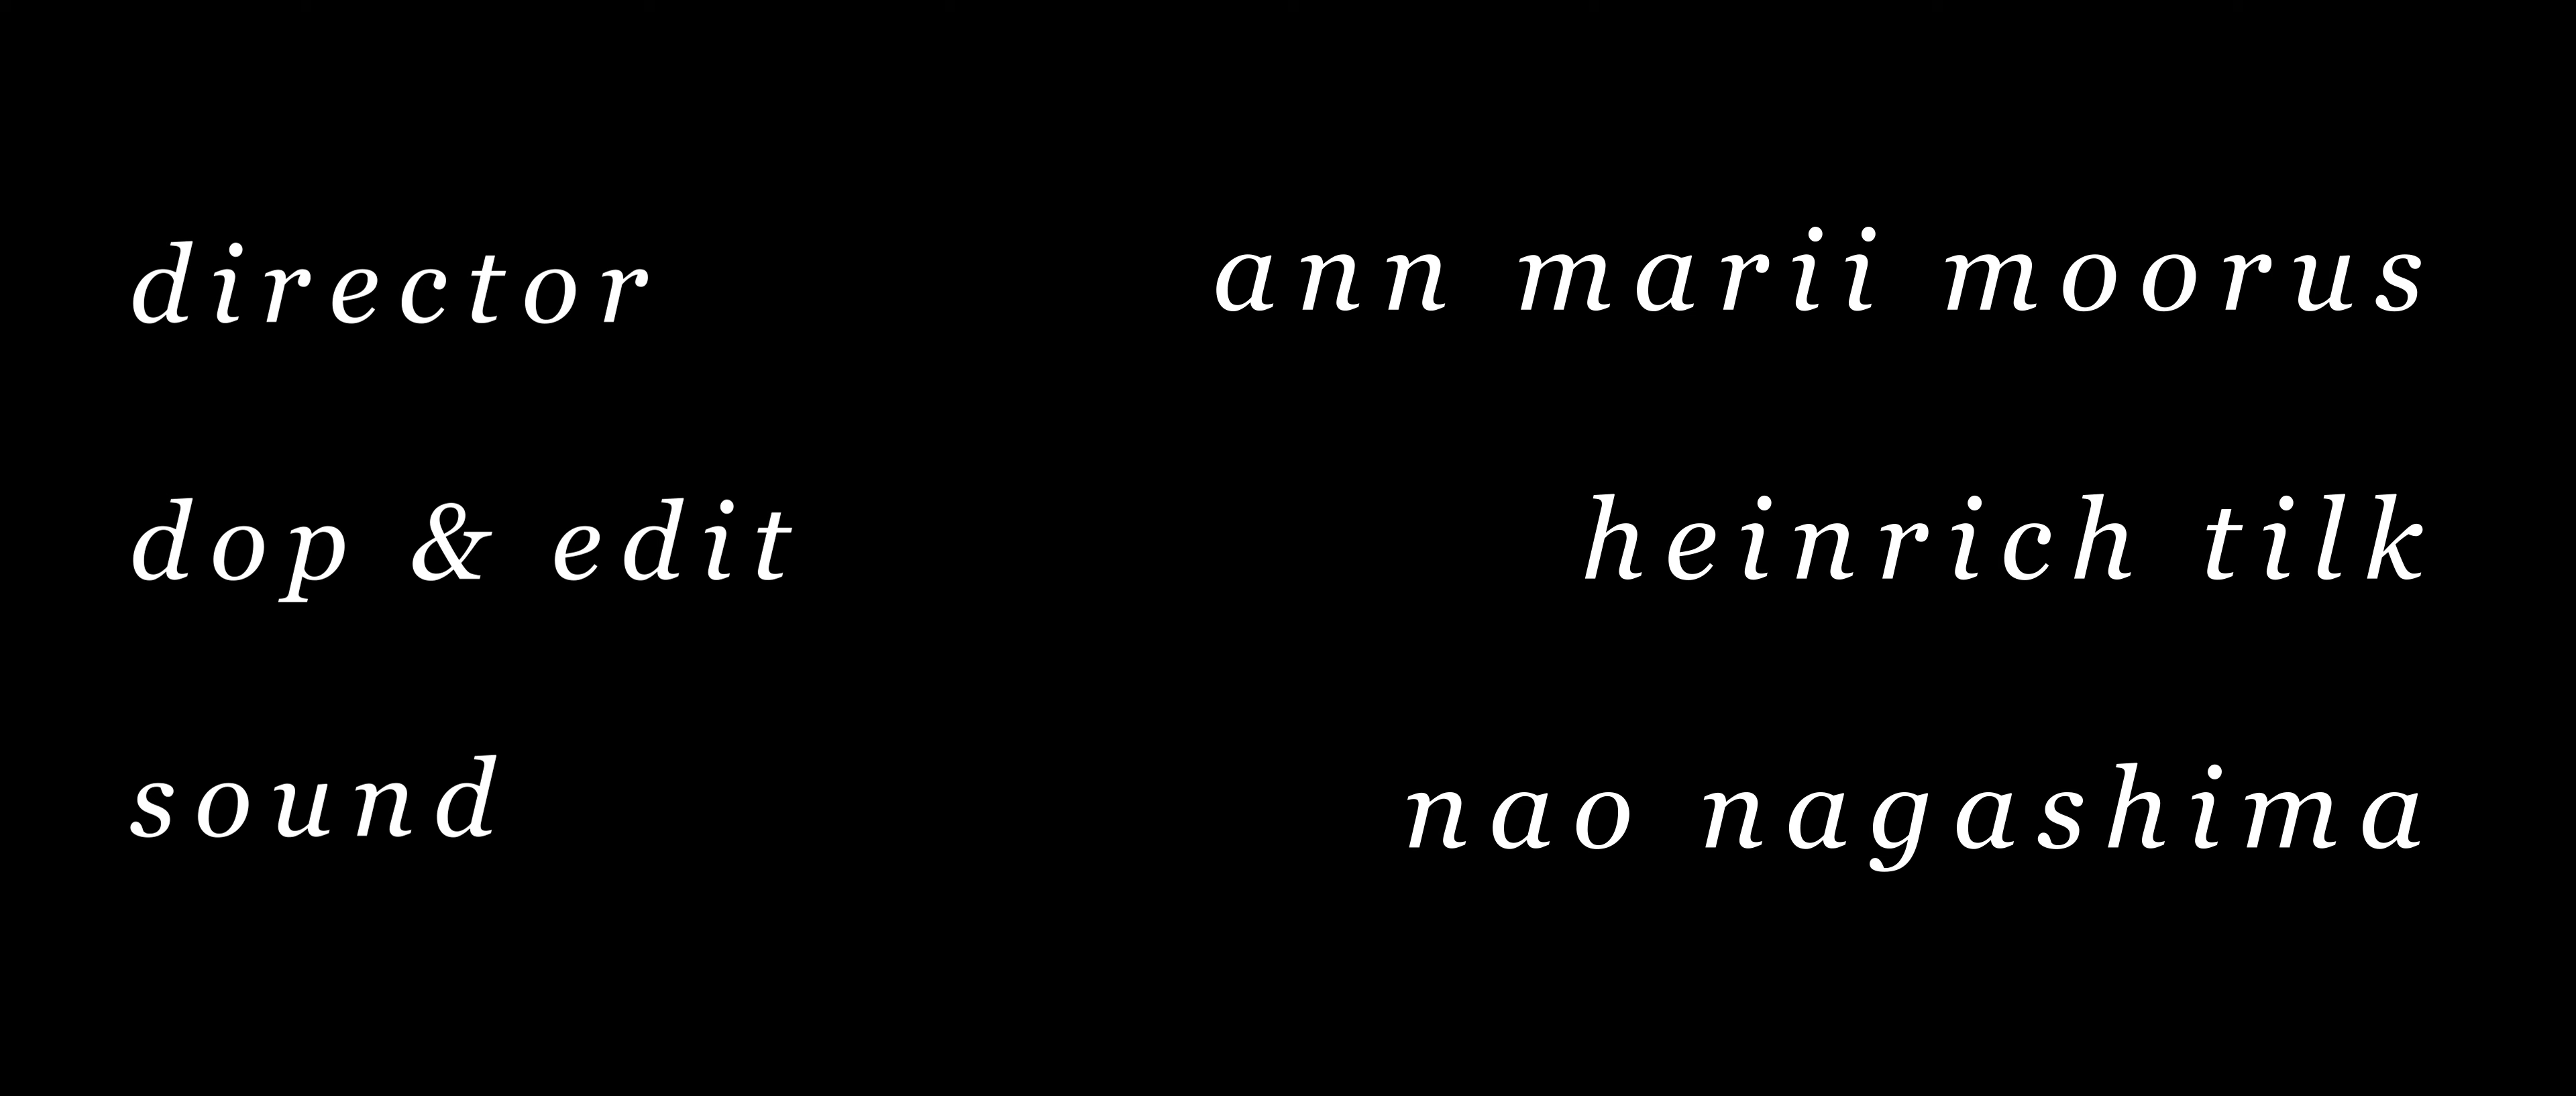 director ann marii moorus
dop & edit heinrich tilk
sound nao nagashima